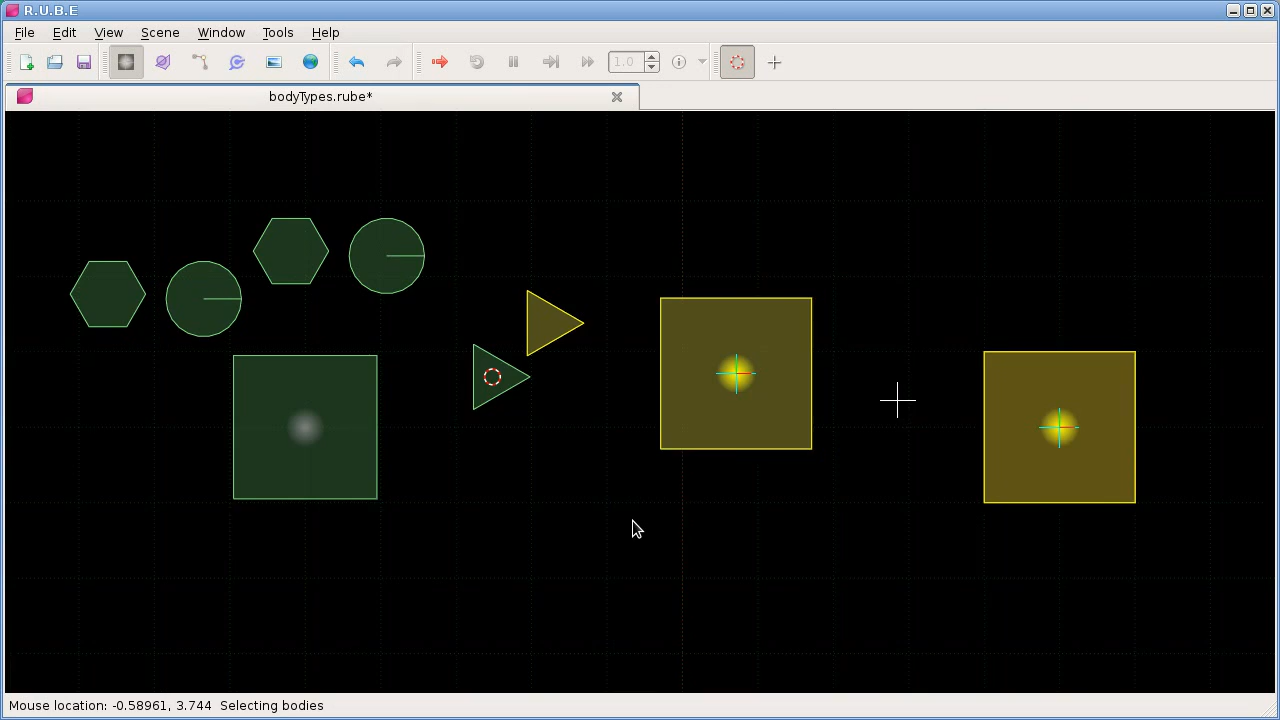 R.U.B.E
File Edit View Scene Window Tools Help
1.0
bodyTypes.rube*
Mouse location: -0.58961, 3.744 Selecting bodies